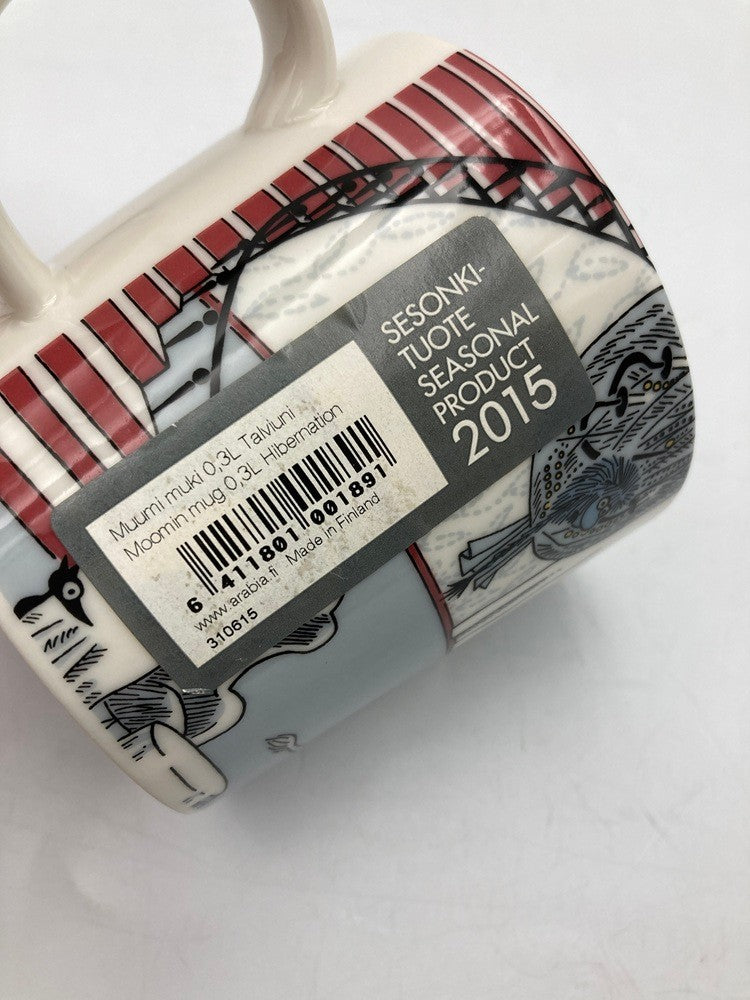 SESONKI-
TUOTE
SEASONAL
PRODUCT
2015
Muumi muki 0,3L Talviuni
Moomin mug 0,3L Hibernation
6 411801 001891
www.arabia.fi Made in Finland
310615